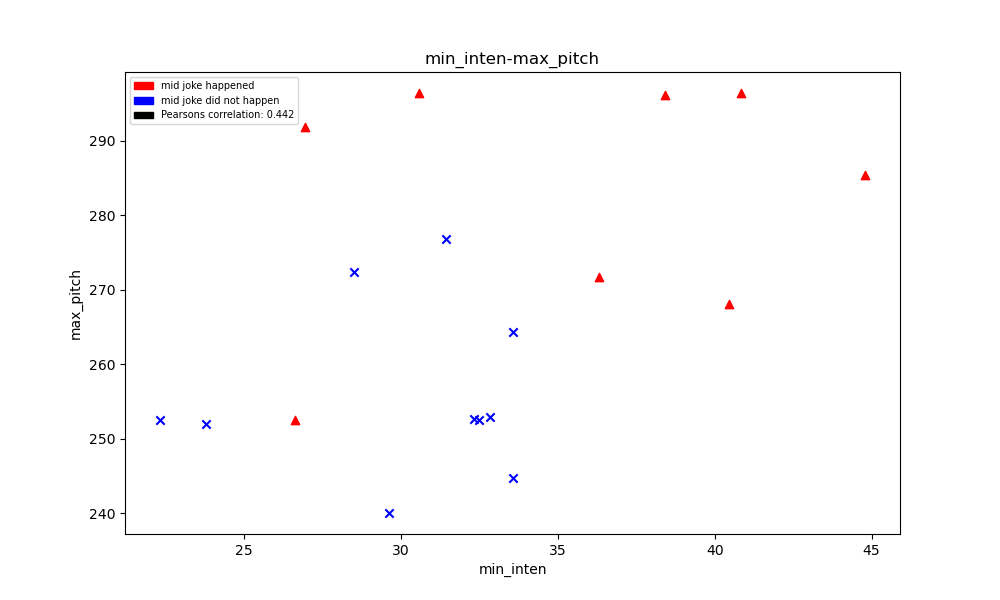 min_inten-max_pitch
mid joke happened
mid joke did not happen
Pearsons correlation: 0.442
290
280
270
260
250
240
max_pitch
25 30 35 40 45
min_inten